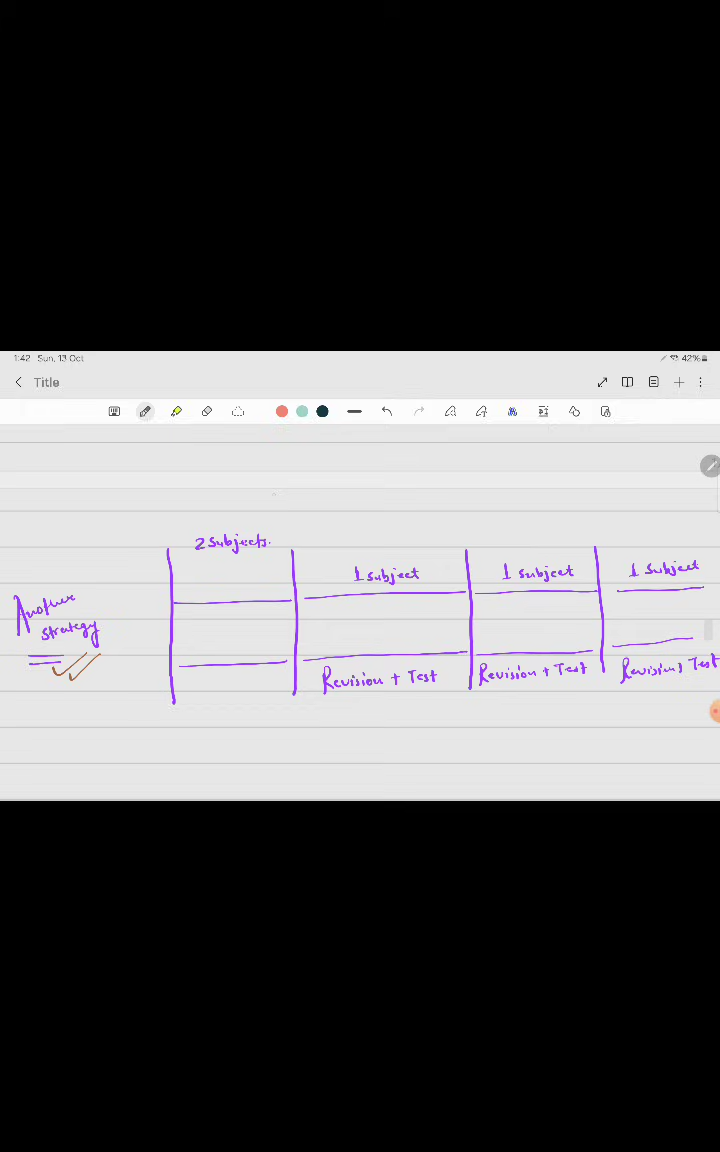 1:42 Sun, 13 Oct 42%
Title
2 Subjects.
1 Subject 1 Subject 1 Subject
Another
strategy
Revision + Test Revision + Test Revision + Test